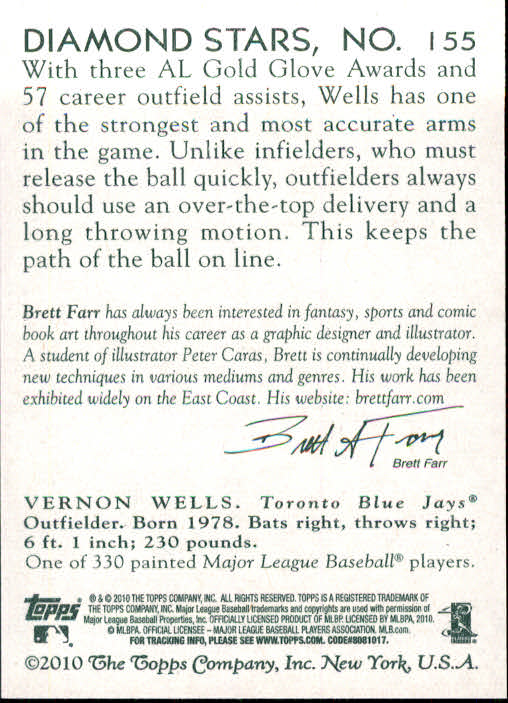 DIAMOND STARS, NO. 155
With three AL Gold Glove Awards and
57 career outfield assists, Wells has one
of the strongest and most accurate arms
in the game. Unlike infielders, who must
release the ball quickly, outfielders always
should use an over-the-top delivery and a
long throwing motion. This keeps the
path of the ball on line.
Brett Farr has always been interested in fantasy, sports and comic
book art throughout his career as a graphic designer and illustrator.
A student of illustrator Peter Caras, Brett is continually developing
new techniques in various mediums and genres. His work has been
exhibited widely on the East Coast. His website: brettfarr.com
Brett A Farr
Brett Farr
VERNON WELLS. Toronto Blue Jays®
Outfielder. Born 1978. Bats right, throws right;
6 ft. 1 inch; 230 pounds.
One of 330 painted Major League Baseball® players.
Topps
® & © 2010 THE TOPPS COMPANY, INC. ALL RIGHTS RESERVED. TOPPS IS A REGISTERED TRADEMARK OF
THE TOPPS COMPANY, INC. Major League Baseball trademarks and copyrights are used with permission of
Major League Baseball Properties, Inc. OFFICIALLY LICENSED PRODUCT OF MLBP. LICENSED BY MLBPA, 2010.
© MLBPA. OFFICIAL LICENSEE – MAJOR LEAGUE BASEBALL PLAYERS ASSOCIATION. MLB.com.
FOR TRACKING INFO, PLEASE SEE WWW.TOPPS.COM. CODE#8081017.
©2010 The Topps Company, Inc. New York, U.S.A.